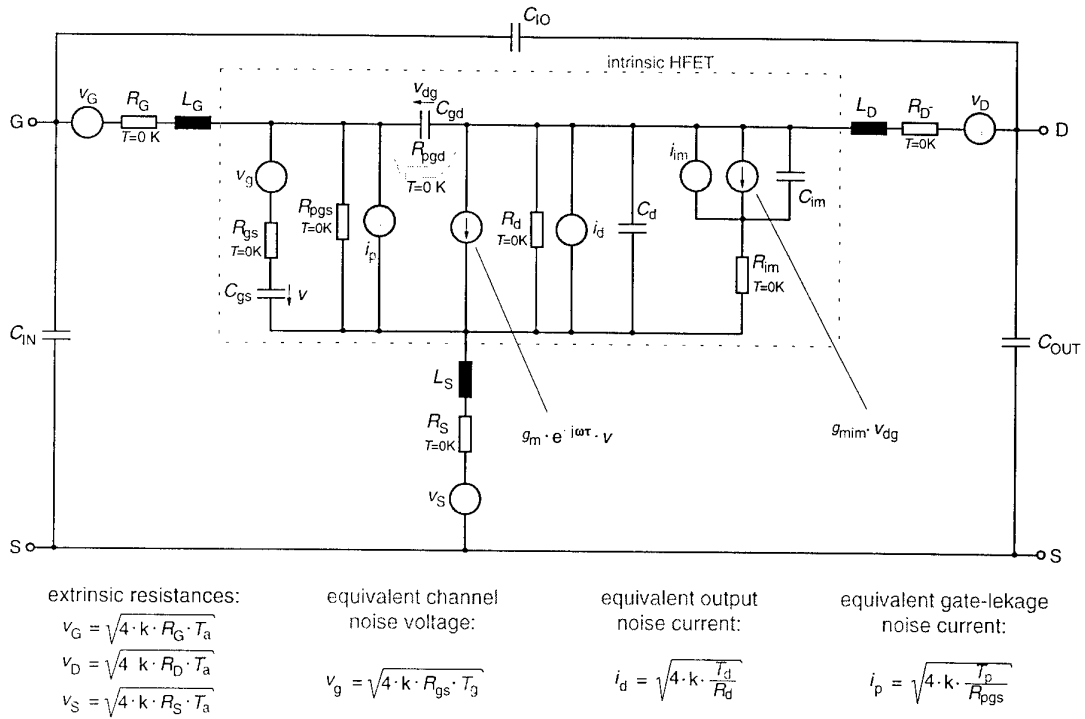 C_IO
intrinsic HFET
v_G
R_G
T=0 K
L_G
v_dg
C_gd
L_D
R_D
T=0K
v_D
G
D
R_pgd
T=0 K
i_im
C_im
v_g
R_pgs
T=0K
i_p
R_d
T=0K
i_d
C_d
R_gs
T=0K
R_im
T=0K
C_gs
v
C_IN
C_OUT
L_S
R_S
T=0K
g_m · e^-jωτ · v
g_mim · v_dg
v_S
S
S
extrinsic resistances:
v_G = √4·k·R_G·T_a
v_D = √4 k·R_D·T_a
v_S = √4·k·R_S·T_a
equivalent channel
noise voltage:
v_g = √4·k·R_gs·T_g
equivalent output
noise current:
i_d = √4·k·T_d/R_d
equivalent gate-lekage
noise current:
i_p = √4·k·T_p/R_pgs